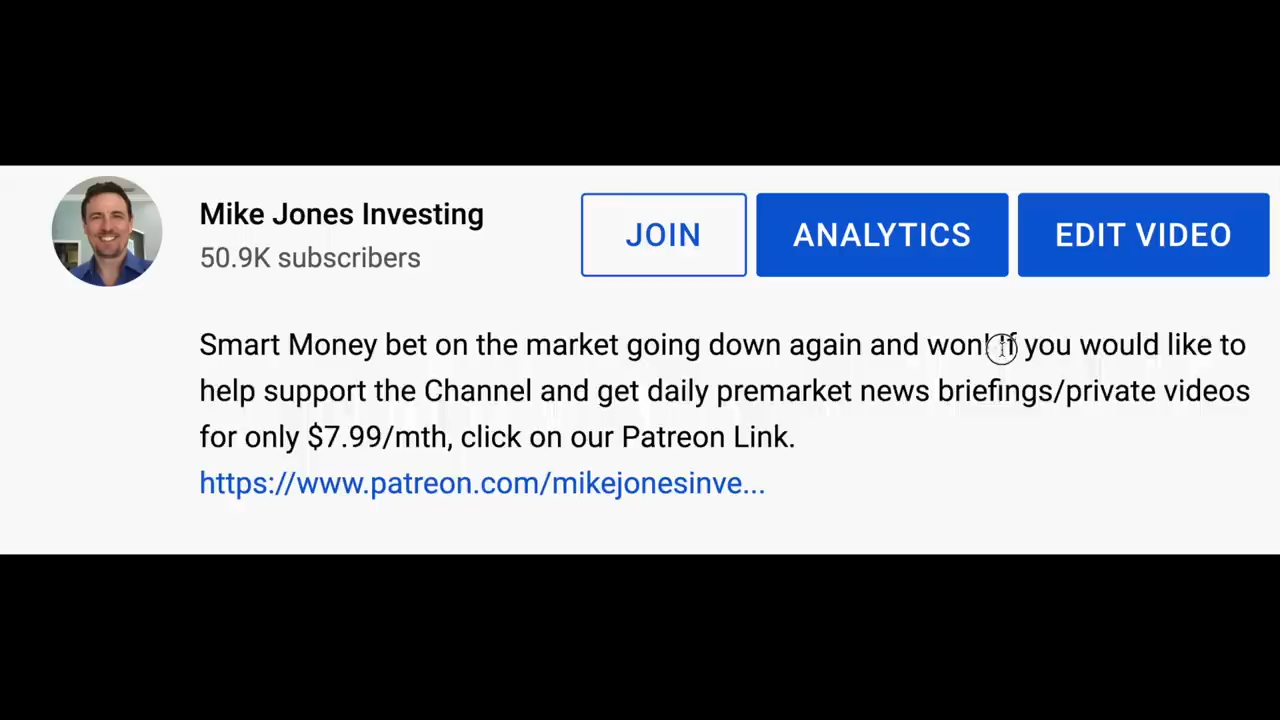 Mike Jones Investing
50.9K subscribers
JOIN
ANALYTICS
EDIT VIDEO
Smart Money bet on the market going down again and won! If you would like to
help support the Channel and get daily premarket news briefings/private videos
for only $7.99/mth, click on our Patreon Link.
https://www.patreon.com/mikejonesinve...